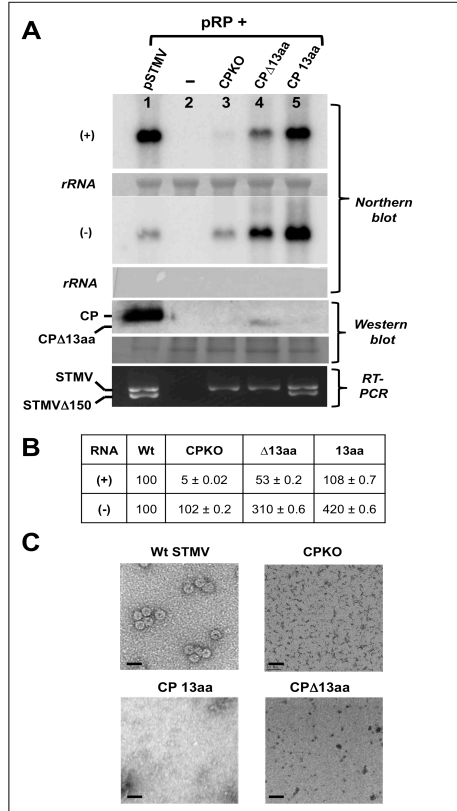 A
pRP +
pSTMV – CPKO CPΔ13aa CP 13aa
1 2 3 4 5
(+)
rRNA
Northern blot
(-)
rRNA
CP
CPΔ13aa
Western blot
STMV
STMVΔ150
RT-PCR
B
RNA Wt CPKO Δ13aa 13aa
(+) 100 5 ± 0.02 53 ± 0.2 108 ± 0.7
(-) 100 102 ± 0.2 310 ± 0.6 420 ± 0.6
C
Wt STMV CPKO
CP 13aa CPΔ13aa